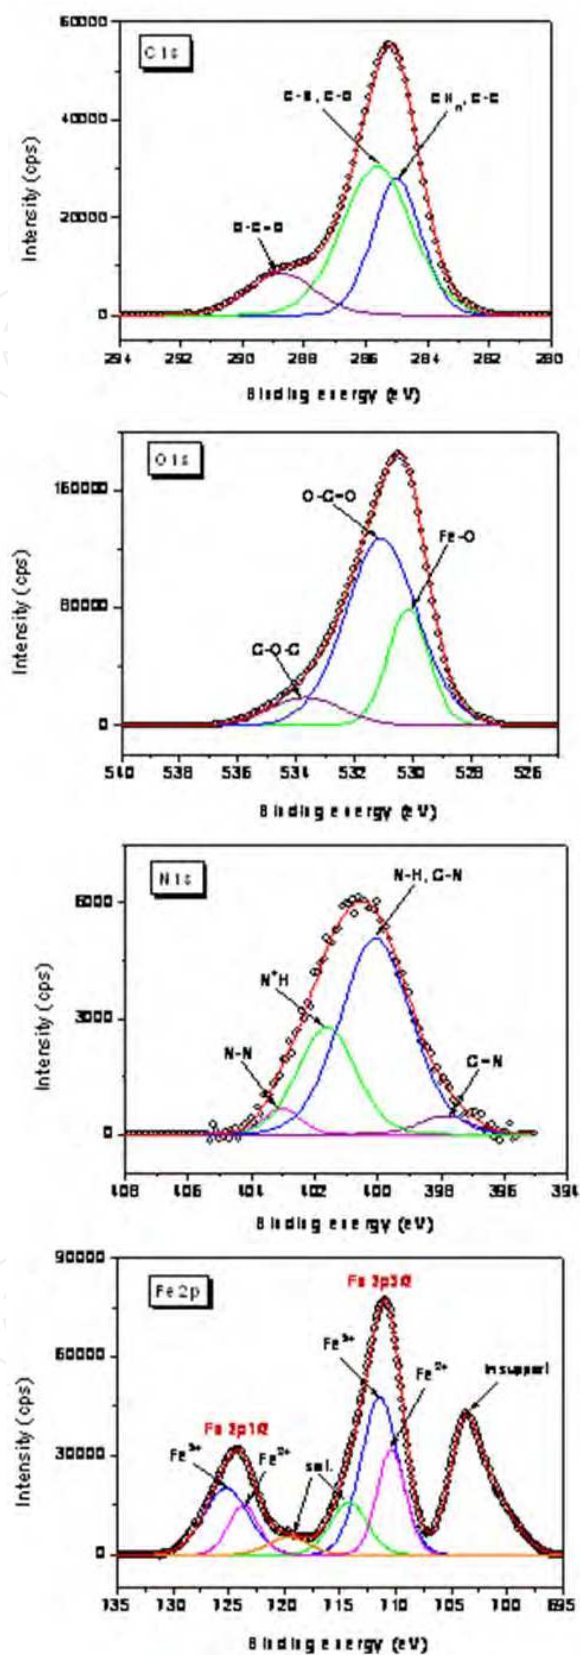 60000
C 1s
40000
CHn, C-C
20000
0
294 292 290 288 286 284 282 280
Intensity (cps)
Binding energy (eV)
O 1s
160000
O-C=O
Fe-O
80000
C-O-C
0
540 538 536 534 532 530 528 526
Intensity (cps)
Binding energy (eV)
N 1s
6000
N-H, C-N
N+H
3000
N-N
C=N
0
408 406 404 402 400 398 396 394
Intensity (cps)
Binding energy (eV)
90000
Fe 2p
Fe 2p3/2
60000
Fe3+
Fe2+
In support
Fe 2p1/2
Fe3+
Fe2+
sat.
30000
0
135 130 125 120 115 110 105 100 695
Intensity (cps)
Binding energy (eV)